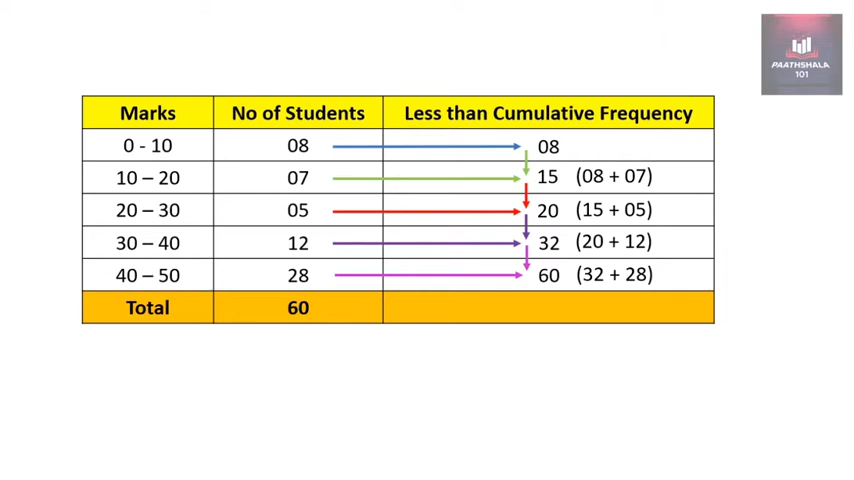 PAATHSHALA
101
Marks No of Students Less than Cumulative Frequency
0 - 10 08 08
10 – 20 07 15 (08 + 07)
20 – 30 05 20 (15 + 05)
30 – 40 12 32 (20 + 12)
40 – 50 28 60 (32 + 28)
Total 60